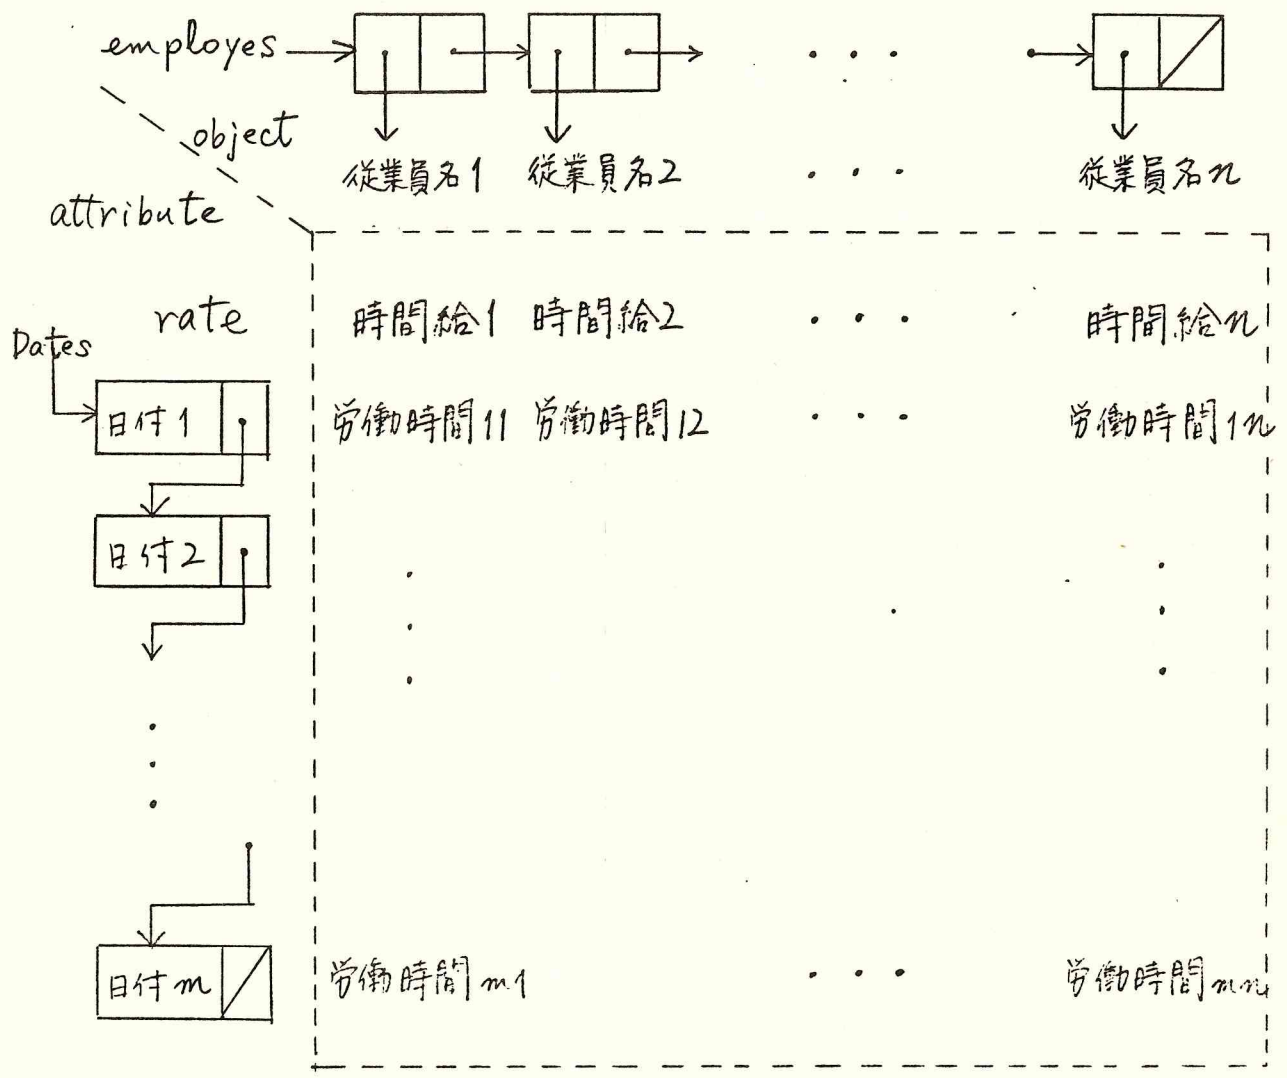 employes
object
従業員名1 従業員名2 ... 従業員名n
attribute
rate 時間給1 時間給2 ... 時間給n
Dates
日付1 労働時間11 労働時間12 ... 労働時間1n
日付2
日付m 労働時間m1 ... 労働時間mn